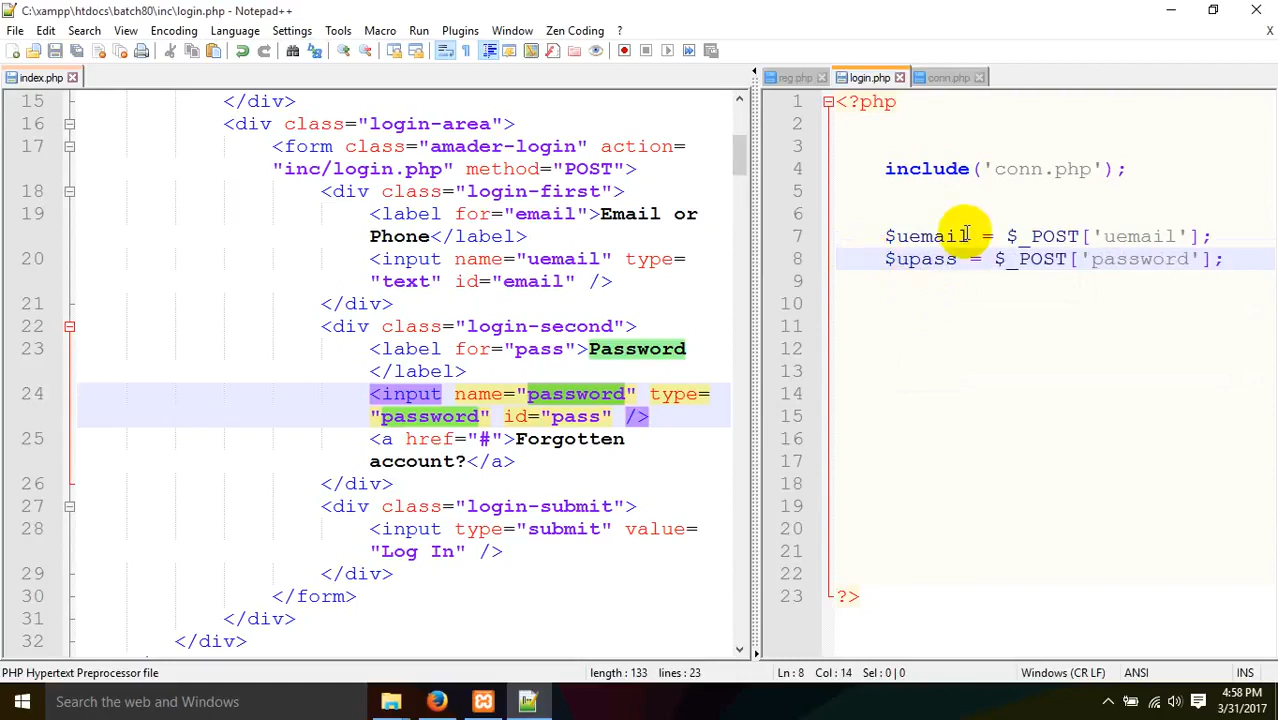 C:\xampp\htdocs\batch80\inc\login.php - Notepad++
File Edit Search View Encoding Language Settings Tools Macro Run Plugins Window Zen Coding ? X
index.php
15 </div>
16 <div class="login-area">
17 <form class="amader-login" action=
"inc/login.php" method="POST">
18 <div class="login-first">
19 <label for="email">Email or
Phone</label>
20 <input name="uemail" type=
"text" id="email" />
21 </div>
22 <div class="login-second">
23 <label for="pass">Password
</label>
24 <input name="password" type=
"password" id="pass" />
25 <a href="#">Forgotten
account?</a>
26 </div>
27 <div class="login-submit">
28 <input type="submit" value=
"Log In" />
29 </div>
30 </form>
31 </div>
32 </div>
reg.php login.php conn.php
1 <?php
2
3
4 include('conn.php');
5
6
7 $uemail = $_POST['uemail'];
8 $upass = $_POST['password'];
9
10
11
12
13
14
15
16
17
18
19
20
21
22
23 ?>
PHP Hypertext Preprocessor file length : 133 lines : 23 Ln : 8 Col : 14 Sel : 0 | 0 Windows (CR LF) ANSI INS
Search the web and Windows
4:58 PM
3/31/2017